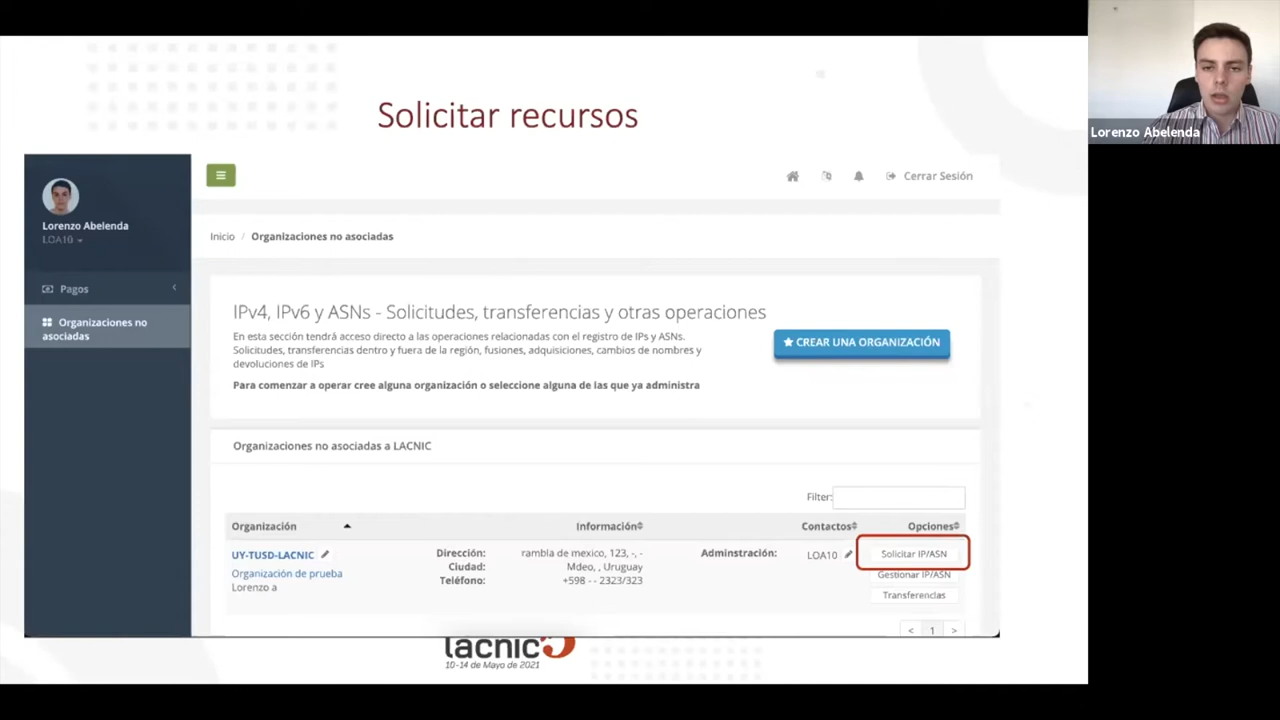 Solicitar recursos
Lorenzo Abelenda
Lorenzo Abelenda
LOA10
Cerrar Sesión
Inicio / Organizaciones no asociadas
Pagos
Organizaciones no
asociadas
IPv4, IPv6 y ASNs - Solicitudes, transferencias y otras operaciones
En esta sección tendrá acceso directo a las operaciones relacionadas con el registro de IPs y ASNs.
Solicitudes, transferencias dentro y fuera de la región, fusiones, adquisiciones, cambios de nombres y
devoluciones de IPs
Para comenzar a operar cree alguna organización o seleccione alguna de las que ya administra
CREAR UNA ORGANIZACIÓN
Organizaciones no asociadas a LACNIC
Filter:
Organización Información Contactos Opciones
UY-TUSD-LACNIC
Organización de prueba
Lorenzo a
Dirección: rambla de mexico, 123, -, -
Ciudad: Mdeo, , Uruguay
Teléfono: +598 - - 2323/323
Adminstración: LOA10
Solicitar IP/ASN
Gestionar IP/ASN
Transferencias
< 1 >
lacnic
10-14 de Mayo de 2021